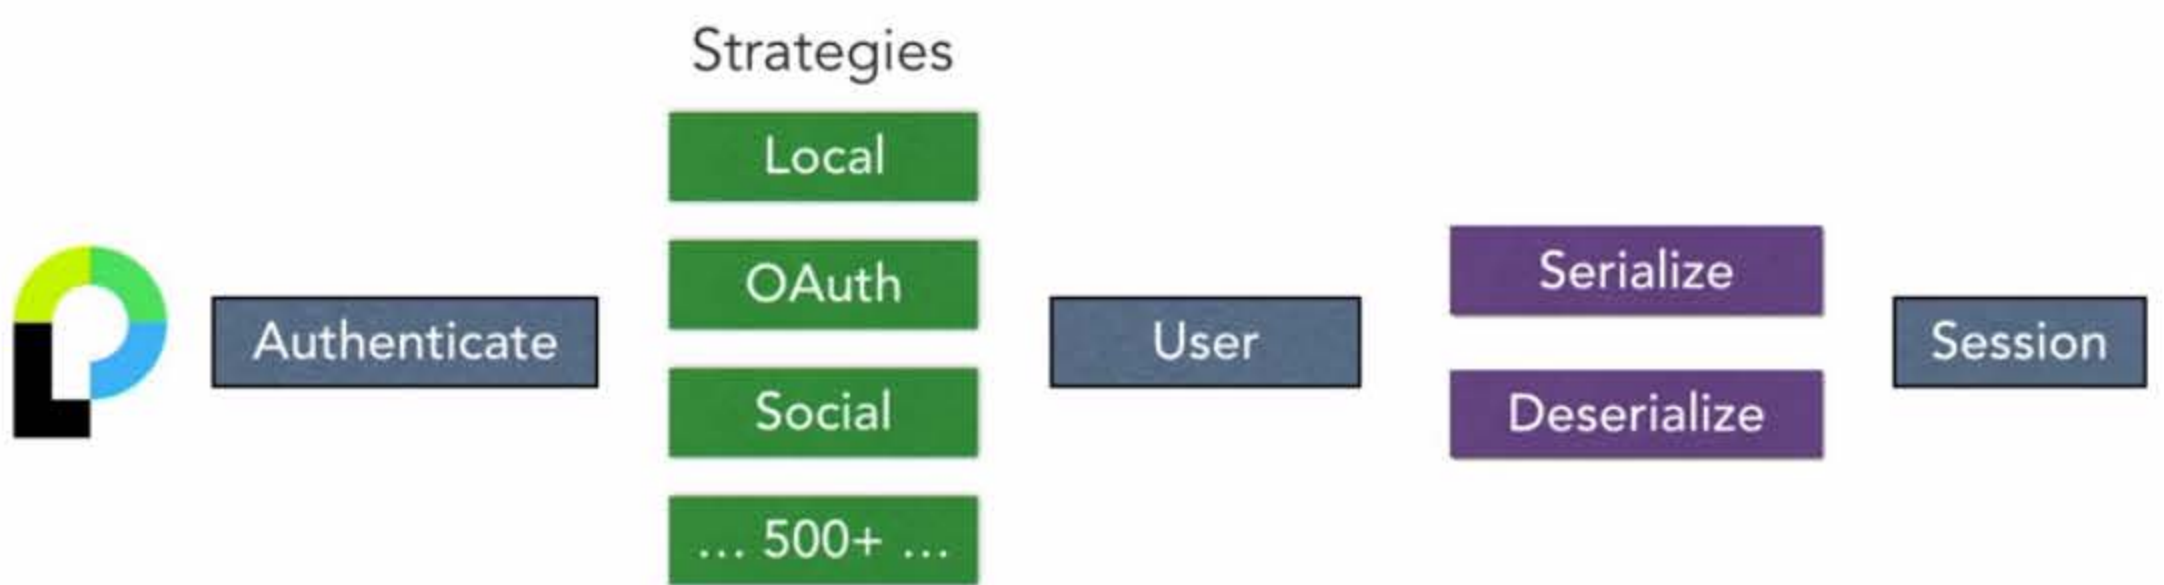 Strategies
Local
OAuth
Social
... 500+ ...
Authenticate
User
Serialize
Deserialize
Session